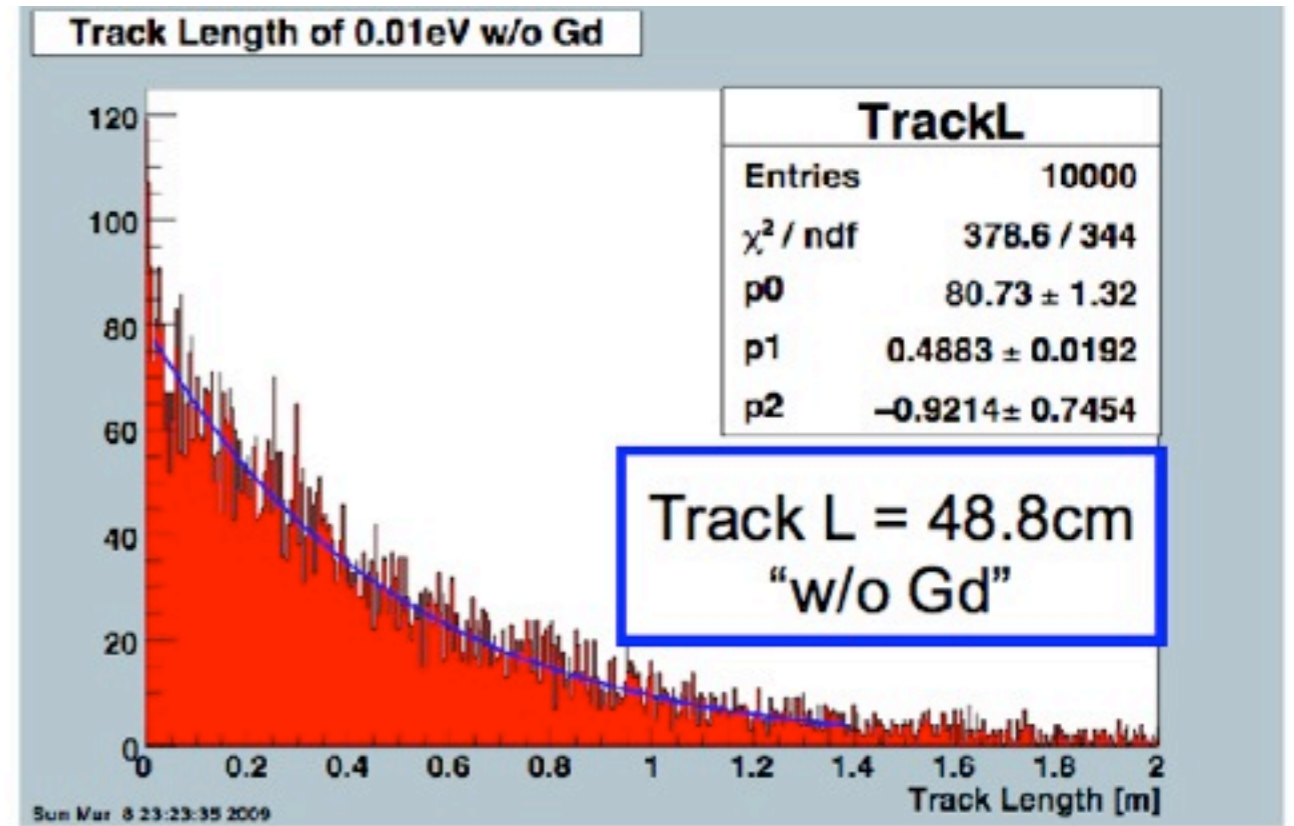 Track Length of 0.01eV w/o Gd
TrackL
Entries 10000
χ² / ndf 378.6 / 344
p0 80.73 ± 1.32
p1 0.4883 ± 0.0192
p2 −0.9214± 0.7454
Track L = 48.8cm
“w/o Gd”
120
100
80
60
40
20
0
0 0.2 0.4 0.6 0.8 1 1.2 1.4 1.6 1.8 2
Track Length [m]
Sun Mar 8 23:23:35 2009